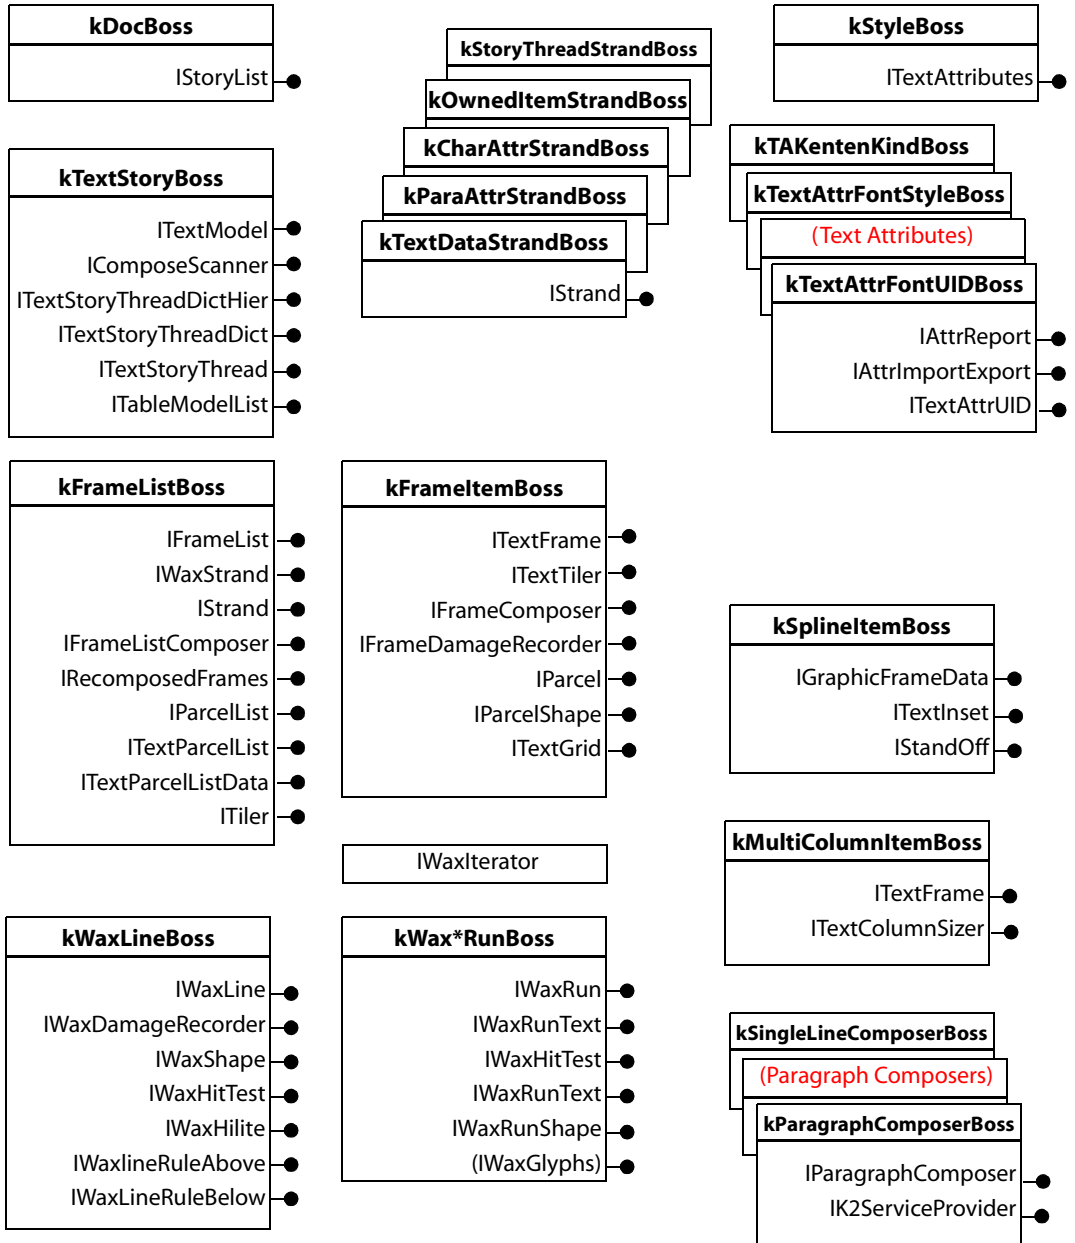 kDocBoss
IStoryList
kStoryThreadStrandBoss
kOwnedItemStrandBoss
kCharAttrStrandBoss
kParaAttrStrandBoss
kTextDataStrandBoss
IStrand
kStyleBoss
ITextAttributes
kTAKentenKindBoss
kTextAttrFontStyleBoss
(Text Attributes)
kTextAttrFontUIDBoss
IAttrReport
IAttrImportExport
ITextAttrUID
kTextStoryBoss
ITextModel
IComposeScanner
ITextStoryThreadDictHier
ITextStoryThreadDict
ITextStoryThread
ITableModelList
kFrameListBoss
IFrameList
IWaxStrand
IStrand
IFrameListComposer
IRecomposedFrames
IParcelList
ITextParcelList
ITextParcelListData
ITiler
kFrameItemBoss
ITextFrame
ITextTiler
IFrameComposer
IFrameDamageRecorder
IParcel
IParcelShape
ITextGrid
kSplineItemBoss
IGraphicFrameData
ITextInset
IStandOff
IWaxIterator
kMultiColumnItemBoss
ITextFrame
ITextColumnSizer
kWaxLineBoss
IWaxLine
IWaxDamageRecorder
IWaxShape
IWaxHitTest
IWaxHilite
IWaxlineRuleAbove
IWaxLineRuleBelow
kWax*RunBoss
IWaxRun
IWaxRunText
IWaxHitTest
IWaxRunText
IWaxRunShape
(IWaxGlyphs)
kSingleLineComposerBoss
(Paragraph Composers)
kParagraphComposerBoss
IParagraphComposer
IK2ServiceProvider